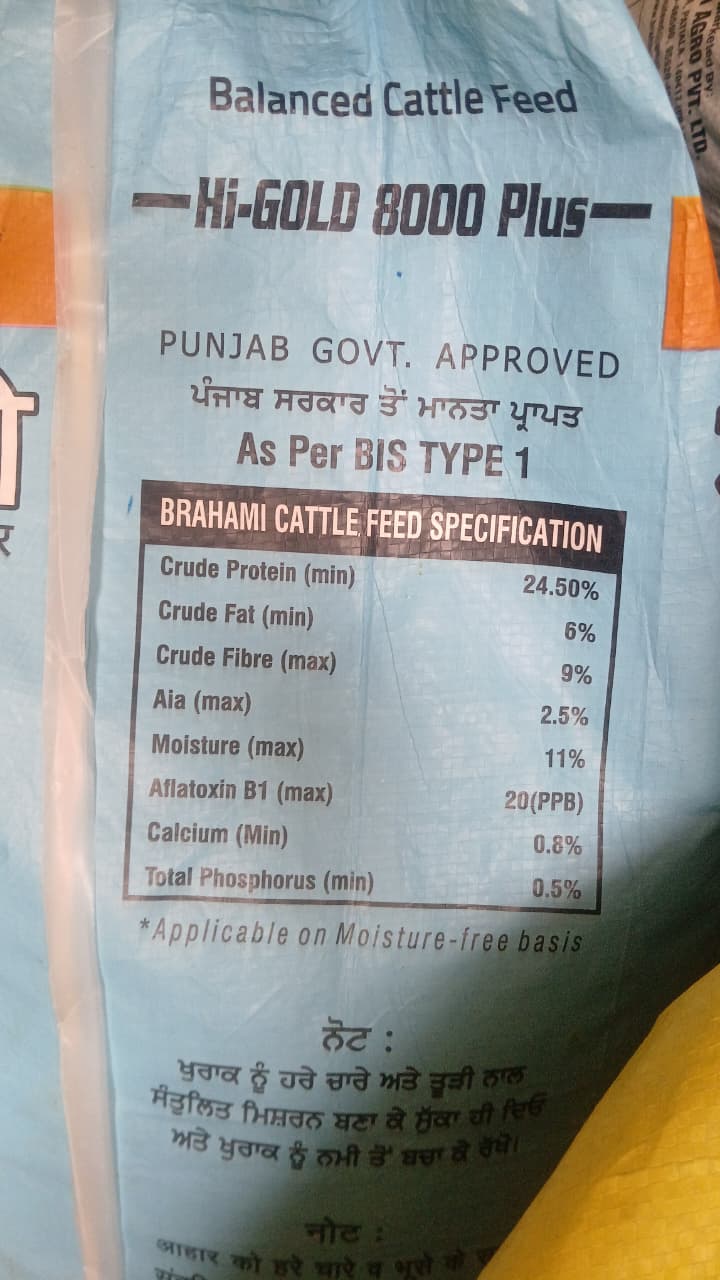 Balanced Cattle Feed
Hi-GOLD 8000 Plus
PUNJAB GOVT. APPROVED
ਪੰਜਾਬ ਸਰਕਾਰ ਤੋਂ ਮਾਨਤਾ ਪ੍ਰਾਪਤ
As Per BIS TYPE 1
BRAHAMI CATTLE FEED SPECIFICATION
Crude Protein (min) 24.50%
Crude Fat (min) 6%
Crude Fibre (max) 9%
Aia (max) 2.5%
Moisture (max) 11%
Aflatoxin B1 (max) 20(PPB)
Calcium (Min) 0.8%
Total Phosphorus (min) 0.5%
*Applicable on Moisture-free basis
ਨੋਟ :
ਖੁਰਾਕ ਨੂੰ ਹਰੇ ਚਾਰੇ ਅਤੇ ਤੂੜੀ ਨਾਲ
ਸੰਤੁਲਿਤ ਮਿਸ਼ਰਨ ਬਣਾ ਕੇ ਸੁੱਕਾ ਹੀ ਦਿਓ
ਅਤੇ ਖੁਰਾਕ ਨੂੰ ਨਮੀ ਤੋਂ ਬਚਾ ਕੇ ਰੱਖੋ।
नोट :
आहार को हरे चारे व भूसे के
AGRO PVT. LTD.